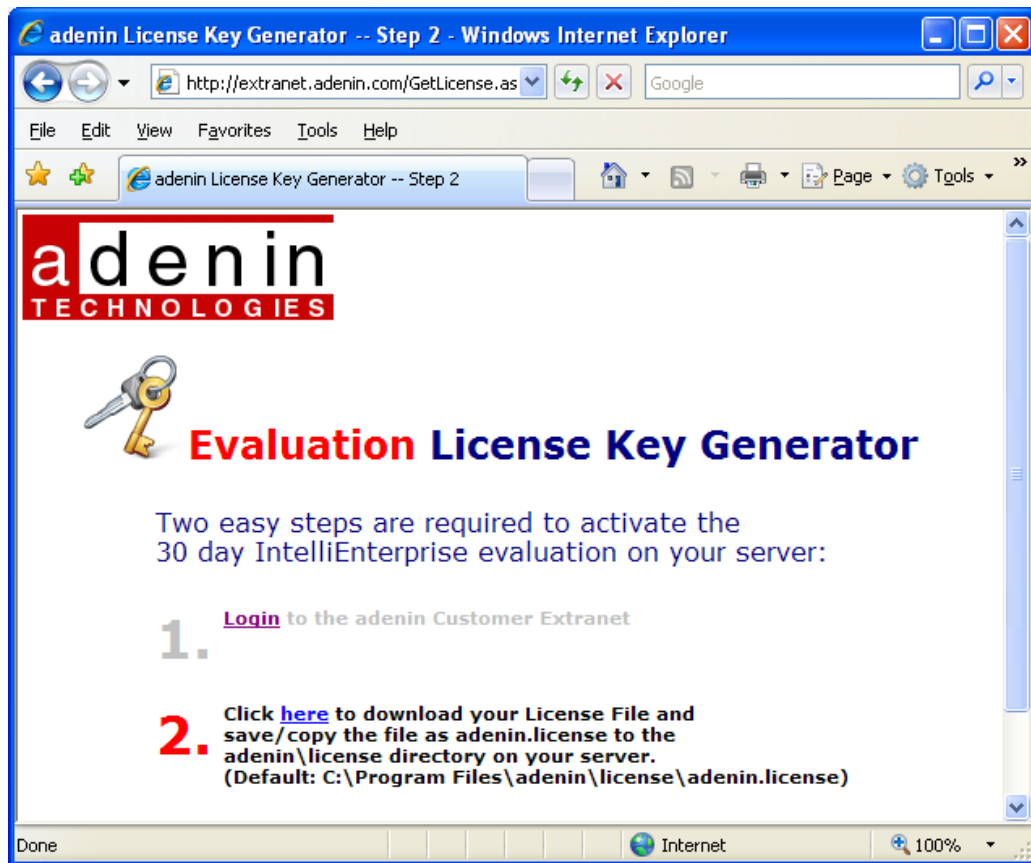 adenin License Key Generator -- Step 2 - Windows Internet Explorer
http://extranet.adenin.com/GetLicense.as
Google
File Edit View Favorites Tools Help
adenin License Key Generator -- Step 2
Page Tools »
adenin
TECHNOLOGIES
Evaluation License Key Generator
Two easy steps are required to activate the
30 day IntelliEnterprise evaluation on your server:
1. Login to the adenin Customer Extranet
2. Click here to download your License File and
save/copy the file as adenin.license to the
adenin\license directory on your server.
(Default: C:\Program Files\adenin\license\adenin.license)
Done Internet 100%